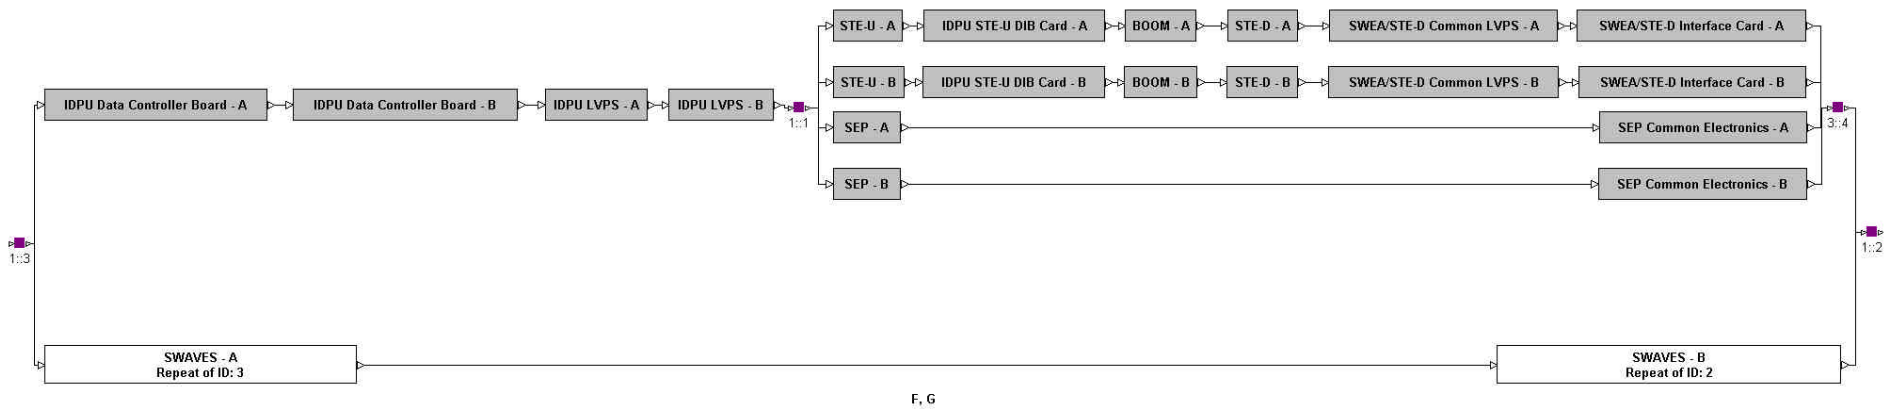 STE-U - A
IDPU STE-U DIB Card - A
BOOM - A
STE-D - A
SWEA/STE-D Common LVPS - A
SWEA/STE-D Interface Card - A
STE-U - B
IDPU STE-U DIB Card - B
BOOM - B
STE-D - B
SWEA/STE-D Common LVPS - B
SWEA/STE-D Interface Card - B
IDPU Data Controller Board - A
IDPU Data Controller Board - B
IDPU LVPS - A
IDPU LVPS - B
1::1
3::4
SEP - A
SEP Common Electronics - A
SEP - B
SEP Common Electronics - B
1::3
1::2
SWAVES - A
Repeat of ID: 3
SWAVES - B
Repeat of ID: 2
F, G